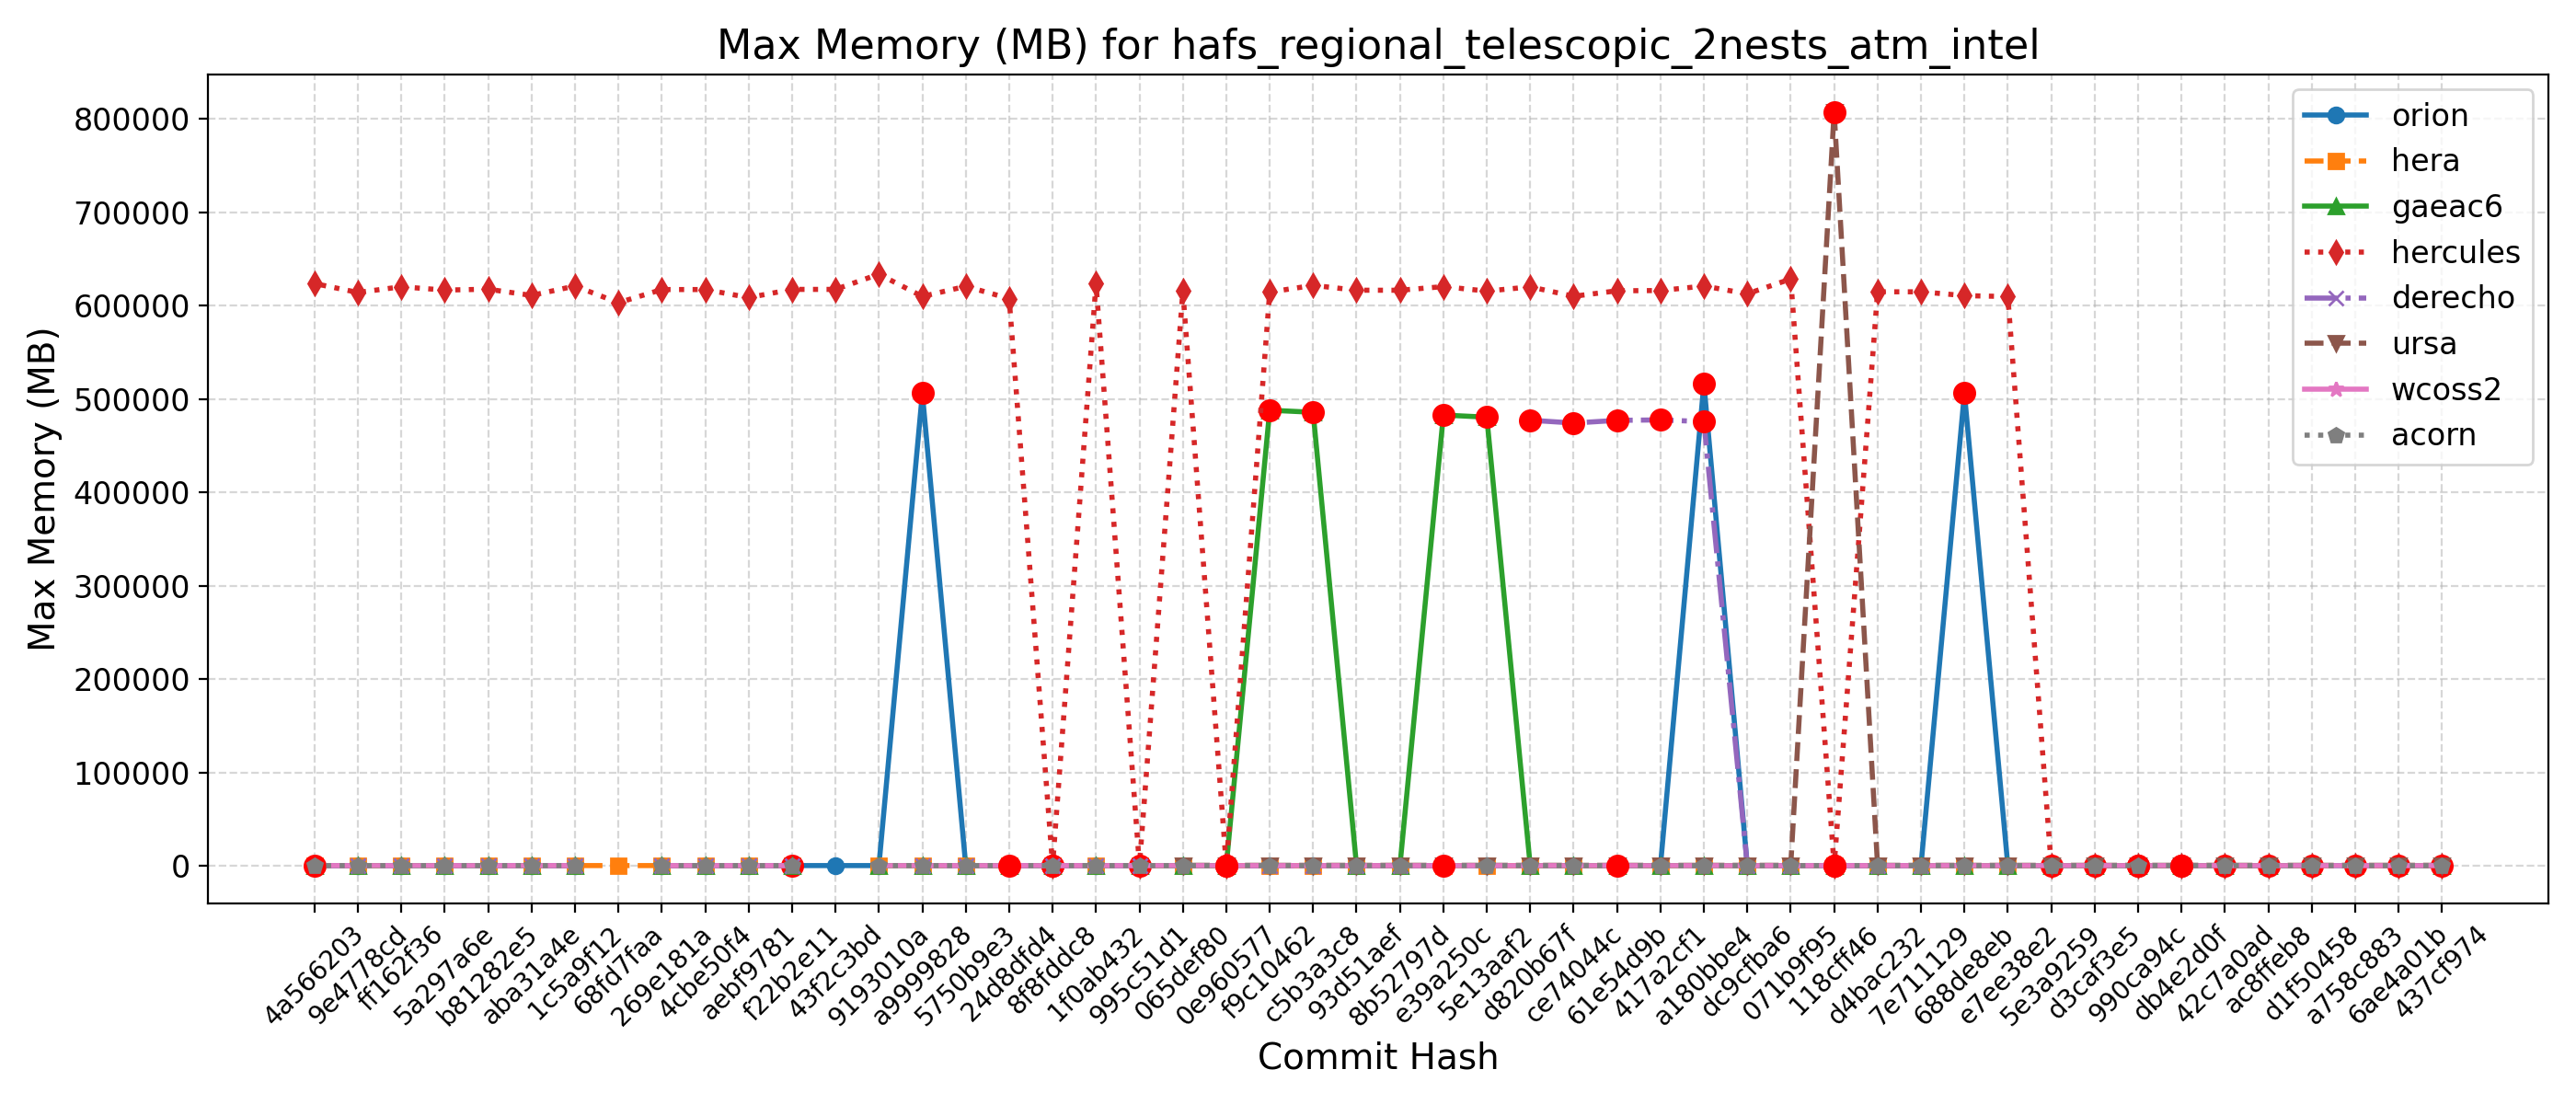 Max Memory (MB) for hafs_regional_telescopic_2nests_atm_intel
Max Memory (MB)
800000
700000
600000
500000
400000
300000
200000
100000
0
orion
hera
gaeac6
hercules
derecho
ursa
wcoss2
acorn
4a566203
9e4778cd
ff162f36
5a297a6e
b81282e5
aba31a4e
1c5a9f12
68fd7faa
269e181a
4cbe50f4
aebf9781
f22b2e11
43f2c3bd
9193010a
a9999828
5750b9e3
24d8dfd4
8f8fddc8
1f0ab432
995c51d1
065def80
0e960577
f9c10462
c5b3a3c8
93d51aef
8b52797d
e39a250c
5e13aaf2
d820b67f
ce74044c
61e54d9b
417a2cf1
a180bbe4
dc9cfba6
071b9f95
118cff46
d4bac232
7e711129
688de8eb
e7ee38e2
5e3a9259
d3caf3e5
990ca94c
db4e2d0f
42c7a0ad
ac8ffeb8
d1f50458
a758c883
6ae4a01b
437cf974
Commit Hash